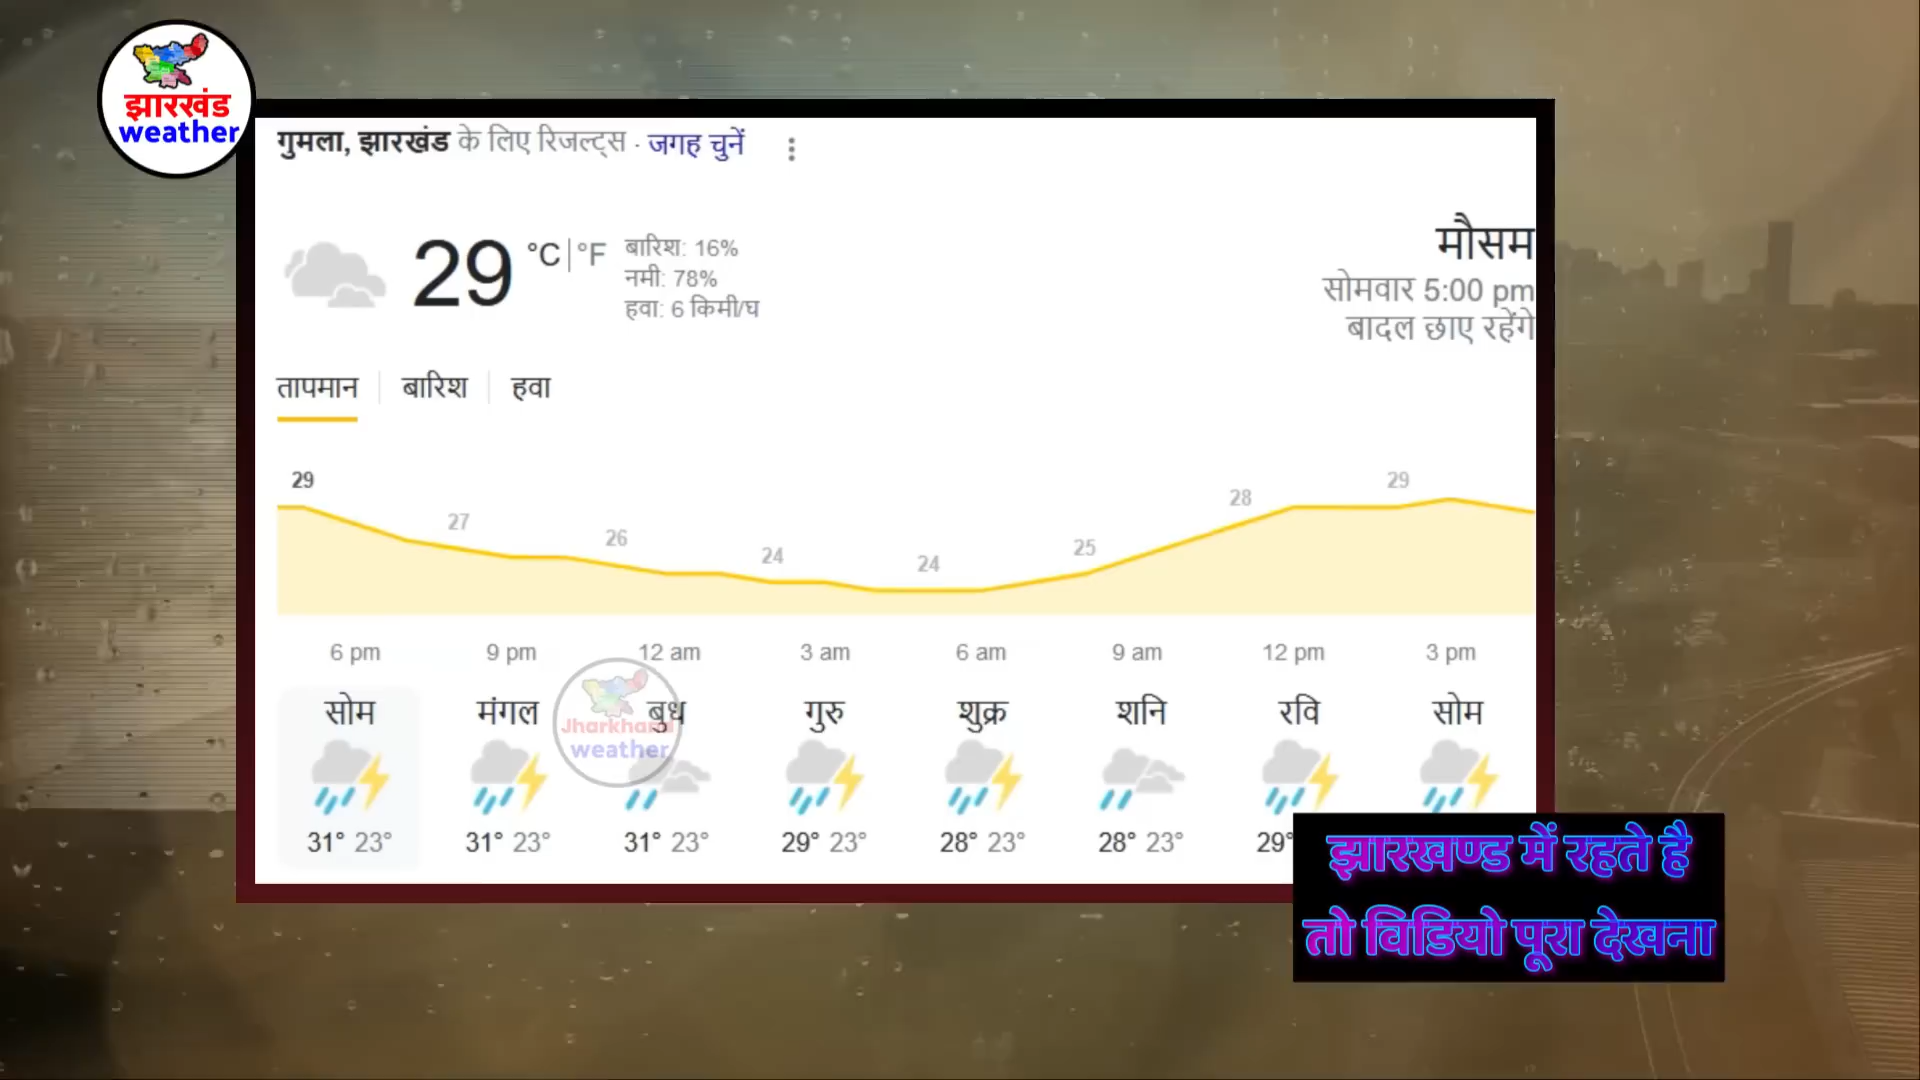 झारखंड
weather
गुमला, झारखंड के लिए रिजल्ट्स · जगह चुनें
29 °C | °F
बारिश: 16%
नमी: 78%
हवा: 6 किमी/घ
मौसम
सोमवार 5:00 pm
बादल छाए रहेंगे
तापमान | बारिश | हवा
29 27 26 24 24 25 28 29
6 pm 9 pm 12 am 3 am 6 am 9 am 12 pm 3 pm
सोम मंगल बुध गुरु शुक्र शनि रवि सोम
Jharkhand
weather
31° 23° 31° 23° 31° 23° 29° 23° 28° 23° 28° 23° 29°
झारखण्ड में रहते है
तो विडियो पूरा देखना